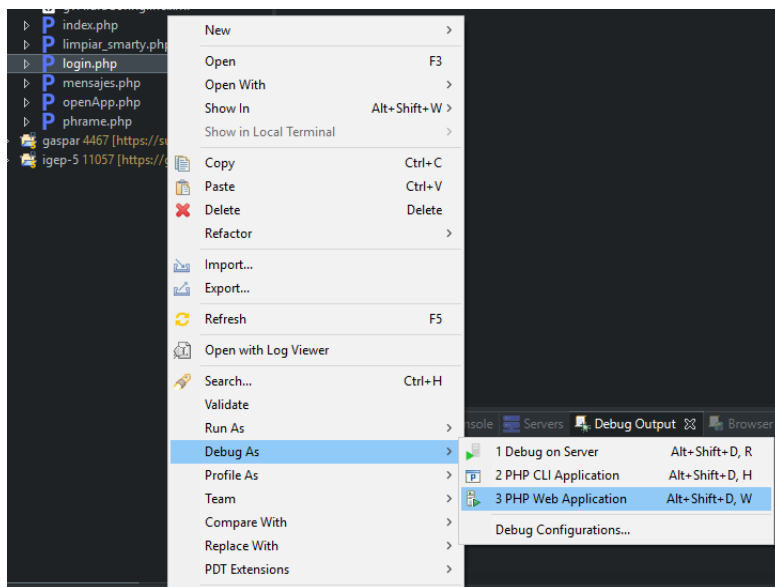 index.php
limpiar_smarty.php
login.php
mensajes.php
openApp.php
phrame.php
gaspar 4467 [https://su
igep-5 11057 [https://g
New >
Open F3
Open With >
Show In Alt+Shift+W >
Show in Local Terminal >
Copy Ctrl+C
Paste Ctrl+V
Delete Delete
Refactor >
Import...
Export...
Refresh F5
Open with Log Viewer
Search... Ctrl+H
Validate
Run As >
Debug As >
Profile As >
Team >
Compare With >
Replace With >
PDT Extensions >
nsole Servers Debug Output Browser
1 Debug on Server Alt+Shift+D, R
2 PHP CLI Application Alt+Shift+D, H
3 PHP Web Application Alt+Shift+D, W
Debug Configurations...